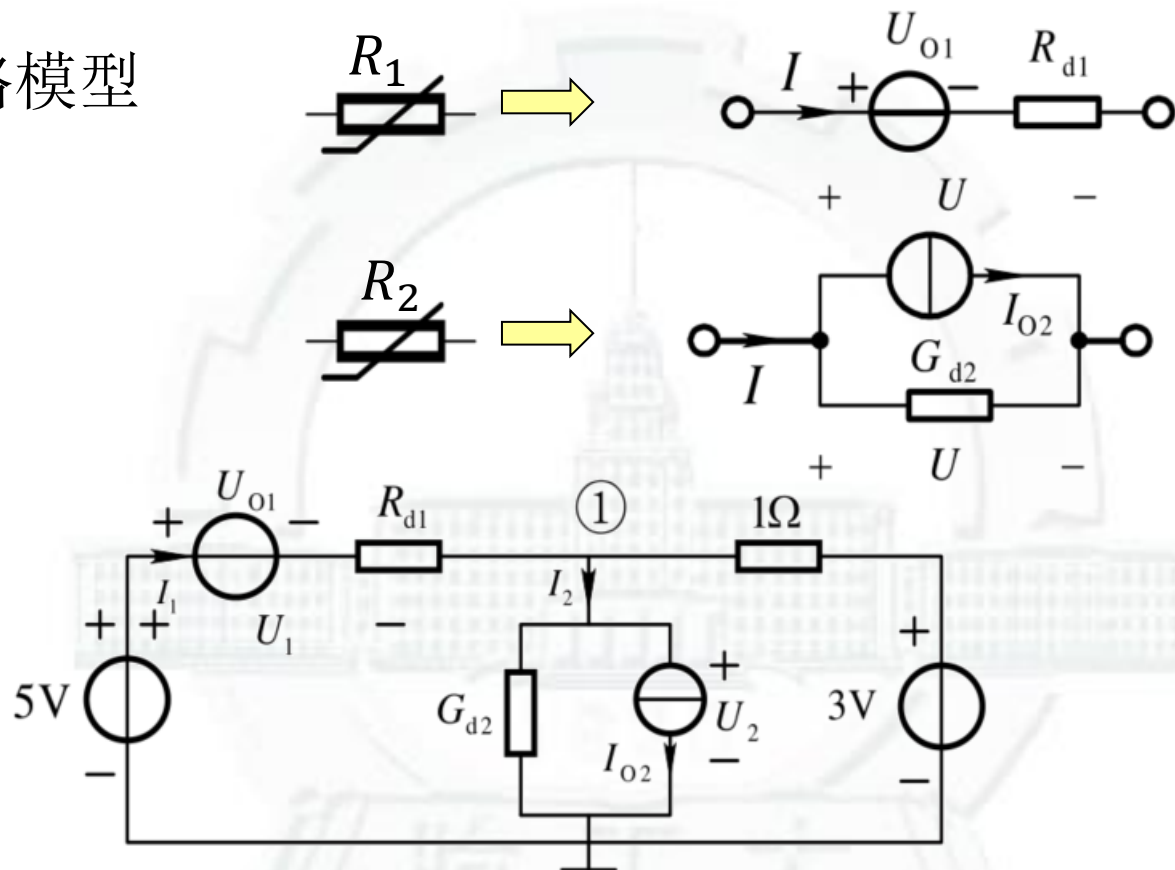 路模型
R₁
I
+
U_O1
−
R_d1
+ U −
R₂
I
I_O2
G_d2
+ U −
+
U_O1
−
R_d1
①
1Ω
I₁
I₂
+ +
U₁
−
+
5V
G_d2
+
U₂
3V
I_O2
−
−
−